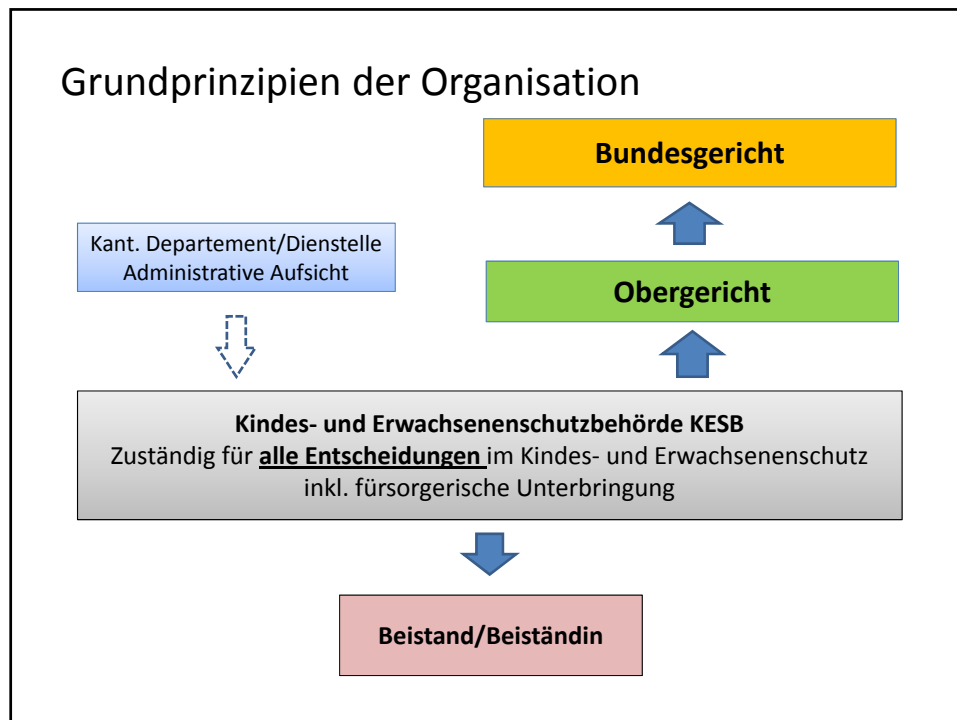 Grundprinzipien der Organisation
Bundesgericht
Kant. Departement/Dienstelle
Administrative Aufsicht
Obergericht
Kindes- und Erwachsenenschutzbehörde KESB
Zuständig für alle Entscheidungen im Kindes- und Erwachsenenschutz
inkl. fürsorgerische Unterbringung
Beistand/Beiständin